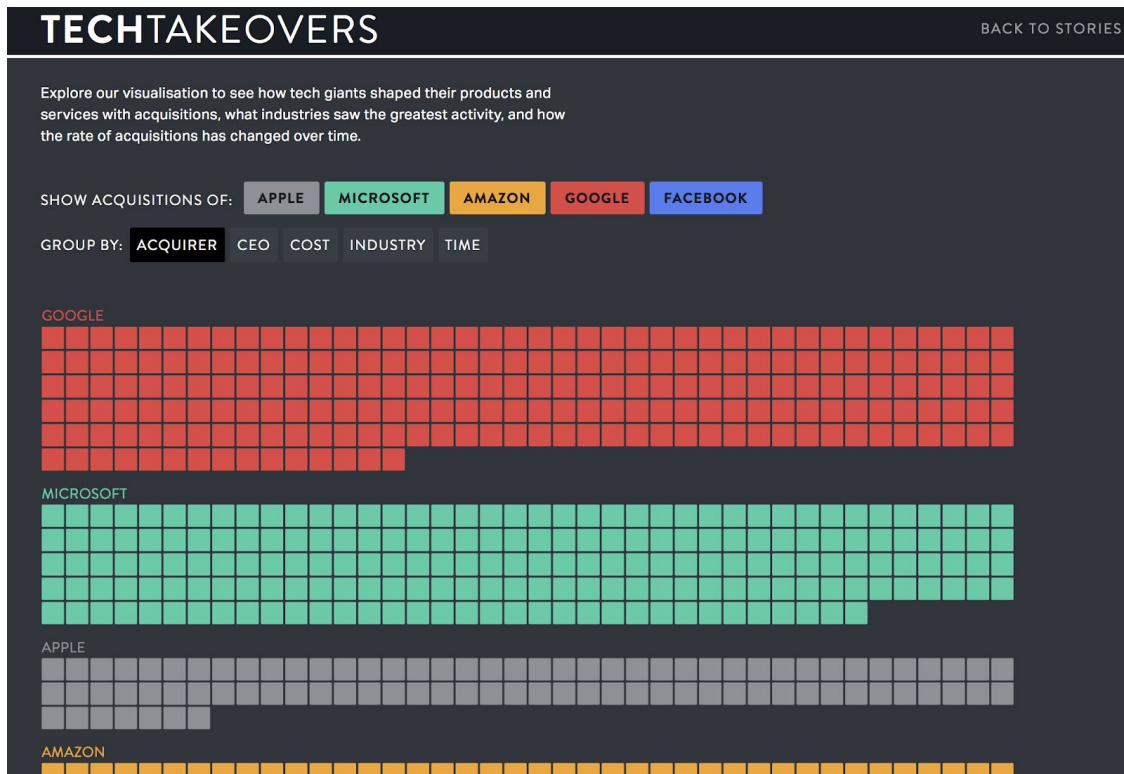 TECHTAKEOVERS
BACK TO STORIES
Explore our visualisation to see how tech giants shaped their products and
services with acquisitions, what industries saw the greatest activity, and how
the rate of acquisitions has changed over time.
SHOW ACQUISITIONS OF: APPLE MICROSOFT AMAZON GOOGLE FACEBOOK
GROUP BY: ACQUIRER CEO COST INDUSTRY TIME
GOOGLE
MICROSOFT
APPLE
AMAZON